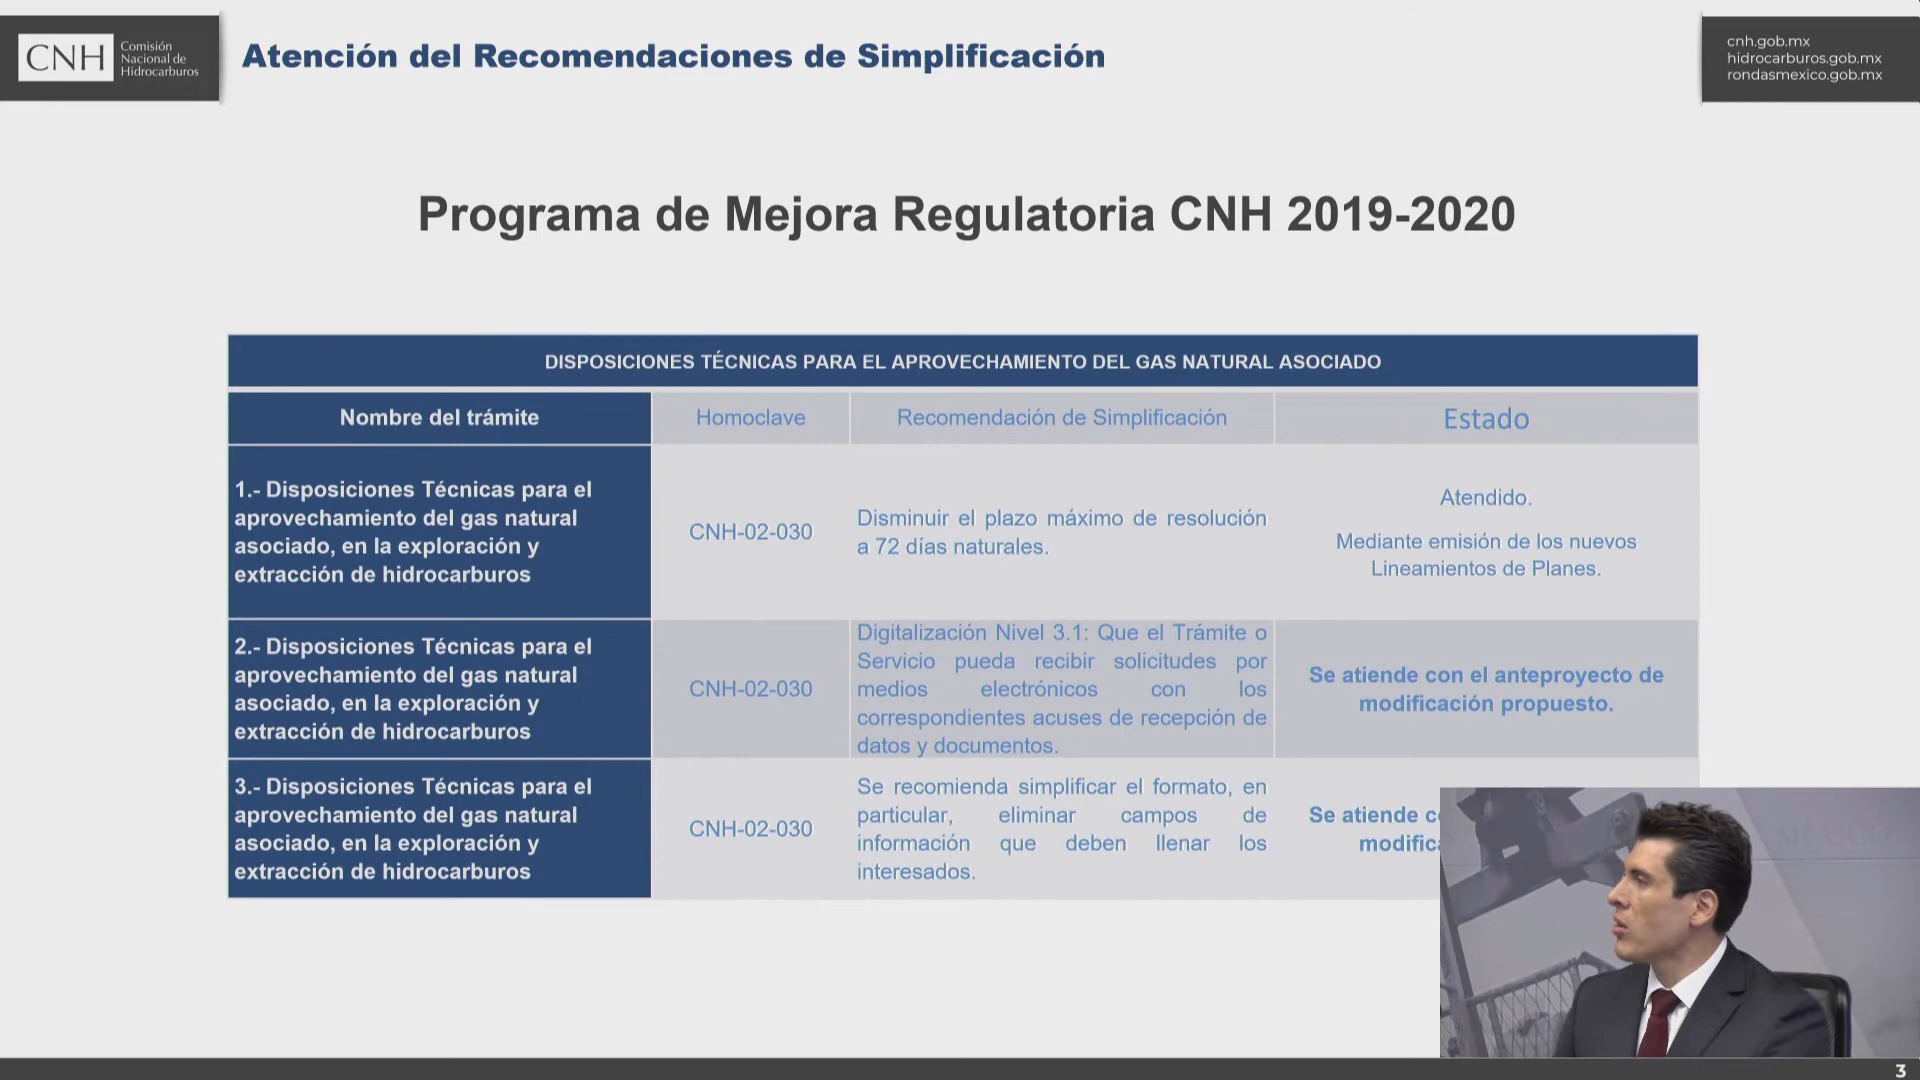 CNH
Comisión
Nacional de
Hidrocarburos
Atención del Recomendaciones de Simplificación
cnh.gob.mx
hidrocarburos.gob.mx
rondasmexico.gob.mx
Programa de Mejora Regulatoria CNH 2019-2020
DISPOSICIONES TÉCNICAS PARA EL APROVECHAMIENTO DEL GAS NATURAL ASOCIADO
Nombre del trámite
Homoclave
Recomendación de Simplificación
Estado
1.- Disposiciones Técnicas para el
aprovechamiento del gas natural
asociado, en la exploración y
extracción de hidrocarburos
CNH-02-030
Disminuir el plazo máximo de resolución
a 72 días naturales.
Atendido.
Mediante emisión de los nuevos
Lineamientos de Planes.
2.- Disposiciones Técnicas para el
aprovechamiento del gas natural
asociado, en la exploración y
extracción de hidrocarburos
CNH-02-030
Digitalización Nivel 3.1: Que el Trámite o
Servicio pueda recibir solicitudes por
medios electrónicos con los
correspondientes acuses de recepción de
datos y documentos.
Se atiende con el anteproyecto de
modificación propuesto.
3.- Disposiciones Técnicas para el
aprovechamiento del gas natural
asociado, en la exploración y
extracción de hidrocarburos
CNH-02-030
Se recomienda simplificar el formato, en
particular, eliminar campos de
información que deben llenar los
interesados.
Se atiende
MÉXICO
3